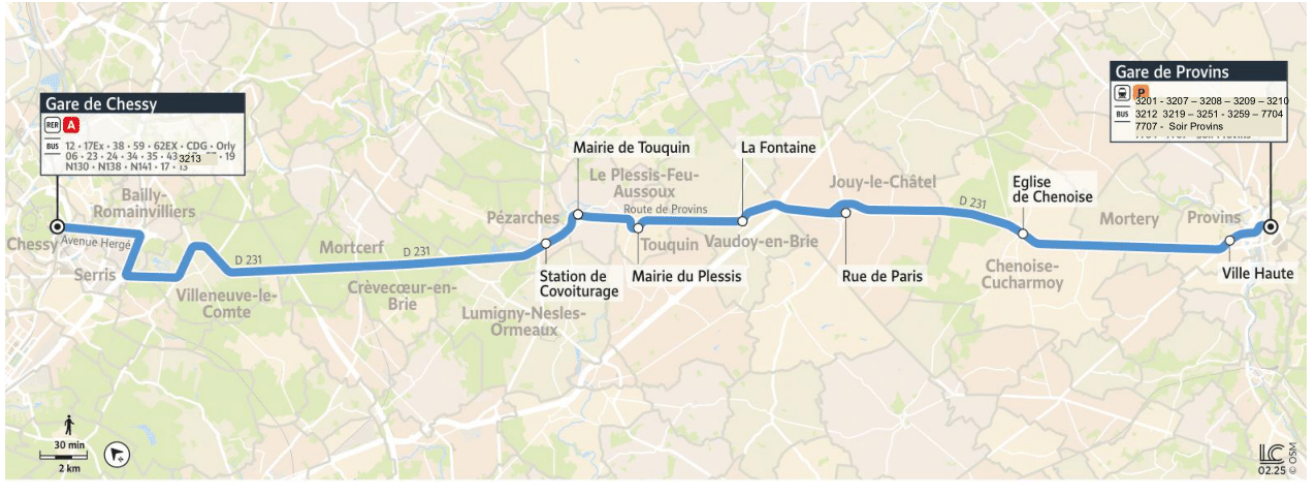 Gare de Chessy
RER A
BUS 12 • 17Ex • 38 • 59 • 62EX • CDG • Orly
06 • 23 • 24 • 34 • 35 • 43 3213 • 19
N130 • N138 • N141 • 17 • 13
Gare de Provins
P
3201 - 3207 – 3208 – 3209 – 3210
BUS 3212 3219 – 3251 - 3259 – 7704
7707 - Soir Provins
Chessy
Avenue Hergé
Bailly-
Romainvilliers
Serris
Villeneuve-le-
Comte
D 231
Mortcerf
Crèvecœur-en-
Brie
D 231
Pézarches
Lumigny-Nesles-
Ormeaux
Station de
Covoiturage
Mairie de Touquin
Le Plessis-Feu-
Aussoux
Route de Provins
Touquin
Mairie du Plessis
La Fontaine
Vaudoy-en-Brie
Jouy-le-Châtel
Rue de Paris
D 231
Eglise
de Chenoise
Chenoise-
Cucharmoy
Mortery
Provins
Ville Haute
30 min
2 km
LC
02.25
© OSM